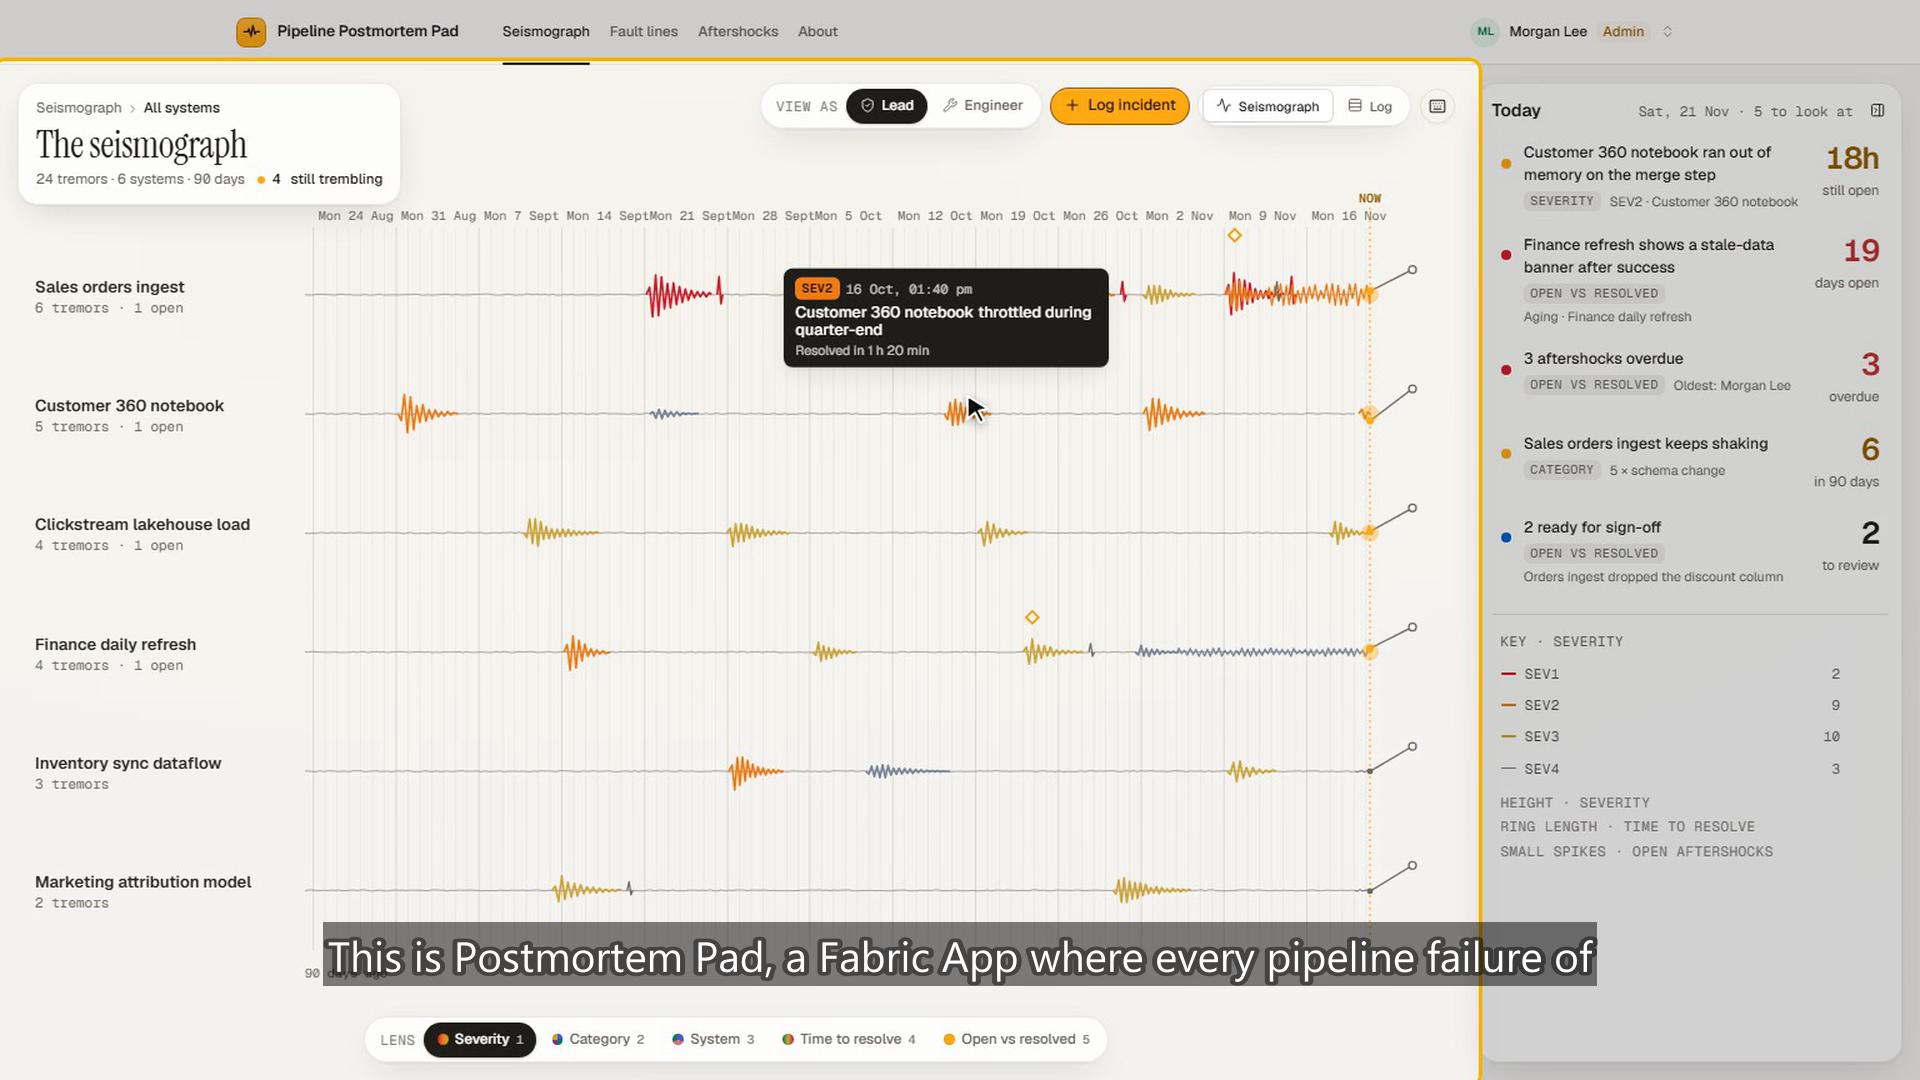 Pipeline Postmortem Pad
Seismograph
Fault lines
Aftershocks
About
ML
Morgan Lee
Admin
Seismograph › All systems
The seismograph
24 tremors · 6 systems · 90 days
4 still trembling
VIEW AS
Lead
Engineer
+ Log incident
Seismograph
Log
NOW
Mon 24 Aug
Mon 31 Aug
Mon 7 Sept
Mon 14 Sept
Mon 21 Sept
Mon 28 Sept
Mon 5 Oct
Mon 12 Oct
Mon 19 Oct
Mon 26 Oct
Mon 2 Nov
Mon 9 Nov
Mon 16 Nov
Sales orders ingest
6 tremors · 1 open
SEV2 16 Oct, 01:40 pm
Customer 360 notebook throttled during
quarter-end
Resolved in 1 h 20 min
Customer 360 notebook
5 tremors · 1 open
Clickstream lakehouse load
4 tremors · 1 open
Finance daily refresh
4 tremors · 1 open
Inventory sync dataflow
3 tremors
Marketing attribution model
2 tremors
90 days ago
This is Postmortem Pad, a Fabric App where every pipeline failure of
LENS
Severity 1
Category 2
System 3
Time to resolve 4
Open vs resolved 5
Today
Sat, 21 Nov · 5 to look at
Customer 360 notebook ran out of
memory on the merge step
SEVERITY SEV2 · Customer 360 notebook
18h
still open
Finance refresh shows a stale-data
banner after success
OPEN VS RESOLVED
Aging · Finance daily refresh
19
days open
3 aftershocks overdue
OPEN VS RESOLVED Oldest: Morgan Lee
3
overdue
Sales orders ingest keeps shaking
CATEGORY 5 × schema change
6
in 90 days
2 ready for sign-off
OPEN VS RESOLVED
Orders ingest dropped the discount column
2
to review
KEY · SEVERITY
SEV1 2
SEV2 9
SEV3 10
SEV4 3
HEIGHT · SEVERITY
RING LENGTH · TIME TO RESOLVE
SMALL SPIKES · OPEN AFTERSHOCKS